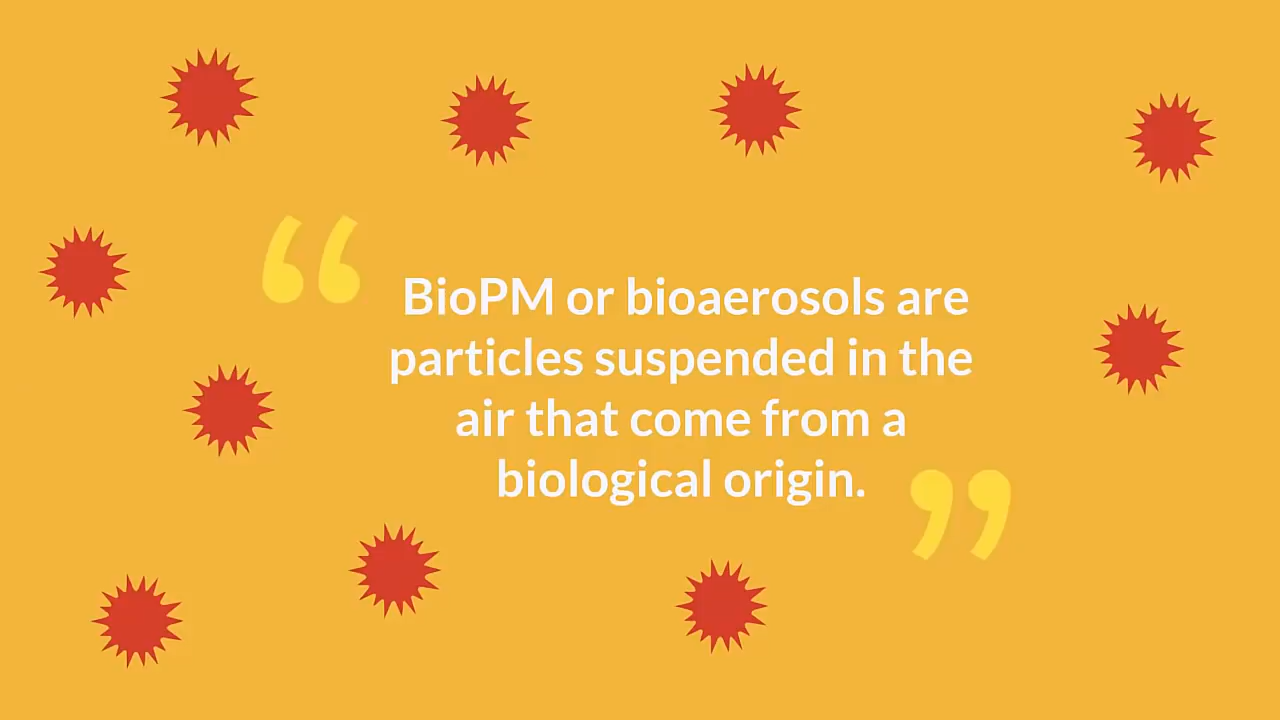 “ BioPM or bioaerosols are
particles suspended in the
air that come from a
biological origin. ”